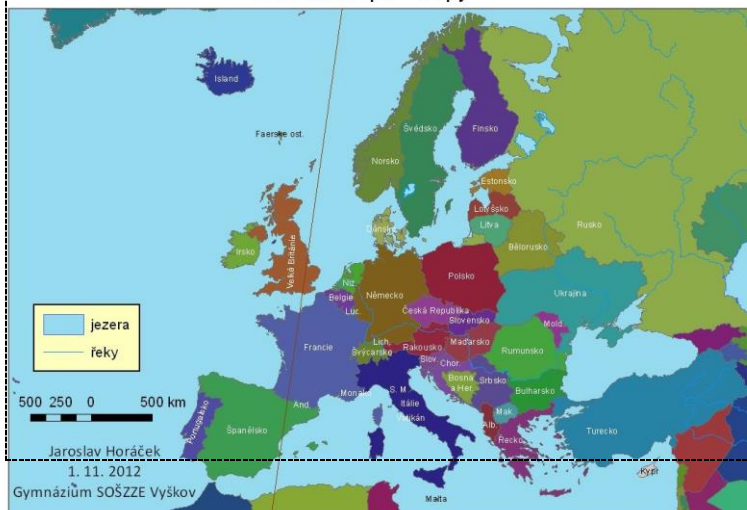 Island
Faerske ost.
Norsko
Švédsko
Finsko
Estonsko
Lotyšsko
Litva
Rusko
Dánsko
Bělorusko
Irsko
Velká Británie
Niz.
Belgie
Luc.
Německo
Polsko
Česká Republika
Slovensko
Ukrajina
Mold.
Francie
Lich.
Švýcarsko
Rakousko
Maďarsko
Slov.
Chor.
Rumunsko
Bosna
a Her.
Srbsko
Bulharsko
Monako
S. M.
Itálie
Vatikán
And.
Mak.
Alb.
Portugalsko
Španělsko
Řecko
Turecko
Kypr
Malta
jezera
řeky
500 250 0 500 km
Jaroslav Horáček
1. 11. 2012
Gymnázium SOŠZZE Vyškov